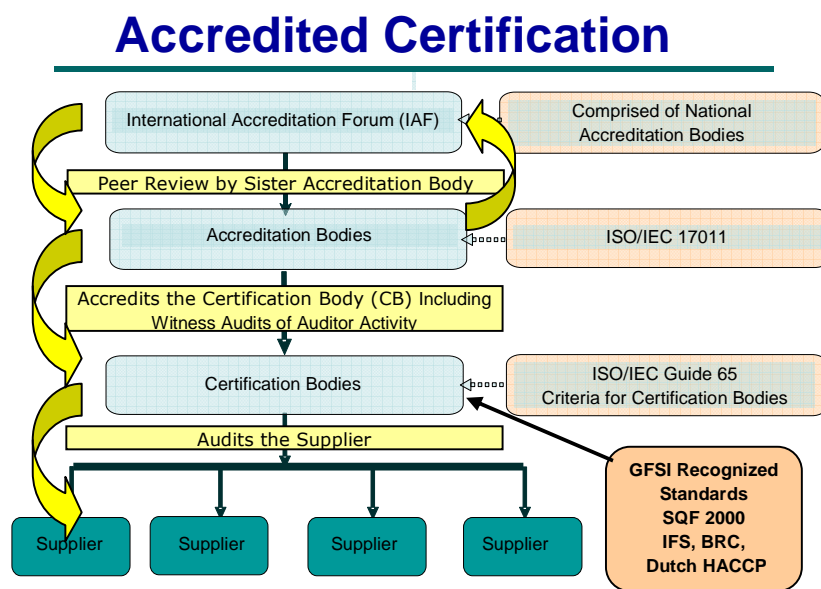 Accredited Certification
International Accreditation Forum (IAF)
Comprised of National
Accreditation Bodies
Peer Review by Sister Accreditation Body
Accreditation Bodies
ISO/IEC 17011
Accredits the Certification Body (CB) Including
Witness Audits of Auditor Activity
Certification Bodies
ISO/IEC Guide 65
Criteria for Certification Bodies
Audits the Supplier
GFSI Recognized
Standards
SQF 2000
IFS, BRC,
Dutch HACCP
Supplier
Supplier
Supplier
Supplier